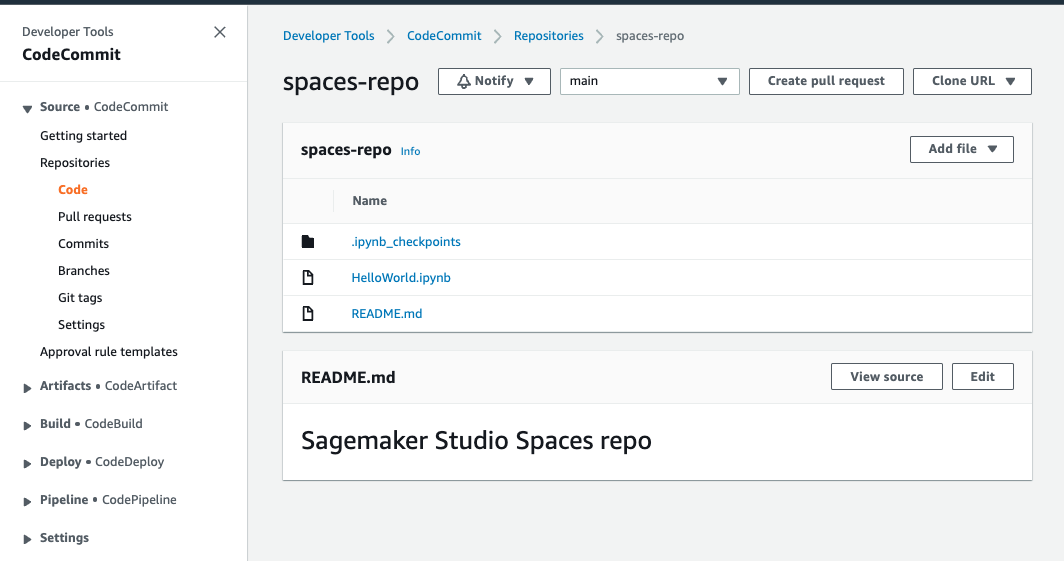 Developer Tools
CodeCommit
Source • CodeCommit
Getting started
Repositories
Code
Pull requests
Commits
Branches
Git tags
Settings
Approval rule templates
Artifacts • CodeArtifact
Build • CodeBuild
Deploy • CodeDeploy
Pipeline • CodePipeline
Settings
Developer Tools > CodeCommit > Repositories > spaces-repo
spaces-repo Notify main Create pull request Clone URL
spaces-repo Info Add file
Name
.ipynb_checkpoints
HelloWorld.ipynb
README.md
README.md View source Edit
Sagemaker Studio Spaces repo